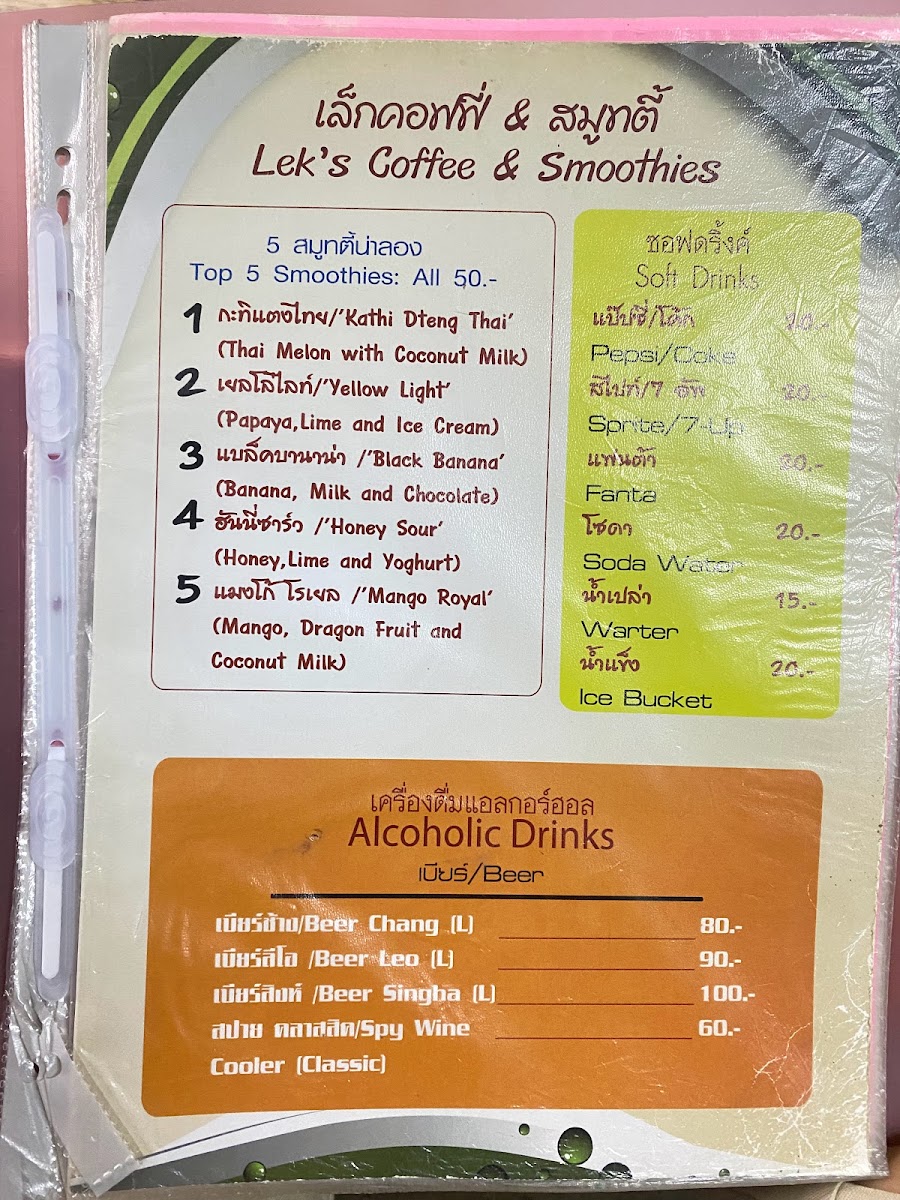 เล็กคอฟฟี่ & สมูทตี้
Lek's Coffee & Smoothies
5 สมูทตี้น่าลอง
Top 5 Smoothies: All 50.-
1 กะทิแตงไทย/'Kathi Dteng Thai'
(Thai Melon with Coconut Milk)
2 เยลโล่ไลท์/'Yellow Light'
(Papaya,Lime and Ice Cream)
3 แบล็คบานาน่า /'Black Banana'
(Banana, Milk and Chocolate)
4 ฮันนี่ซาร์ว /'Honey Sour'
(Honey,Lime and Yoghurt)
5 แมงโก้ โรเยล /'Mango Royal'
(Mango, Dragon Fruit and
Coconut Milk)
ซอฟดริ้งค์
Soft Drinks
แป๊ปซี่/โค้ก 20.-
Pepsi/Coke
สไปท์/7 อัพ 20.-
Sprite/7-Up
แฟนต้า 20.-
Fanta
โซดา 20.-
Soda Water
น้ำเปล่า 15.-
Warter
น้ำแข็ง 20.-
Ice Bucket
เครื่องดื่มแอลกอร์ฮอล
Alcoholic Drinks
เบียร์/Beer
เบียร์ช้าง/Beer Chang (L) 80.-
เบียร์ลีโอ /Beer Leo (L) 90.-
เบียร์สิงห์ /Beer Singha (L) 100.-
สปาย คลาสสิค/Spy Wine 60.-
Cooler (Classic)